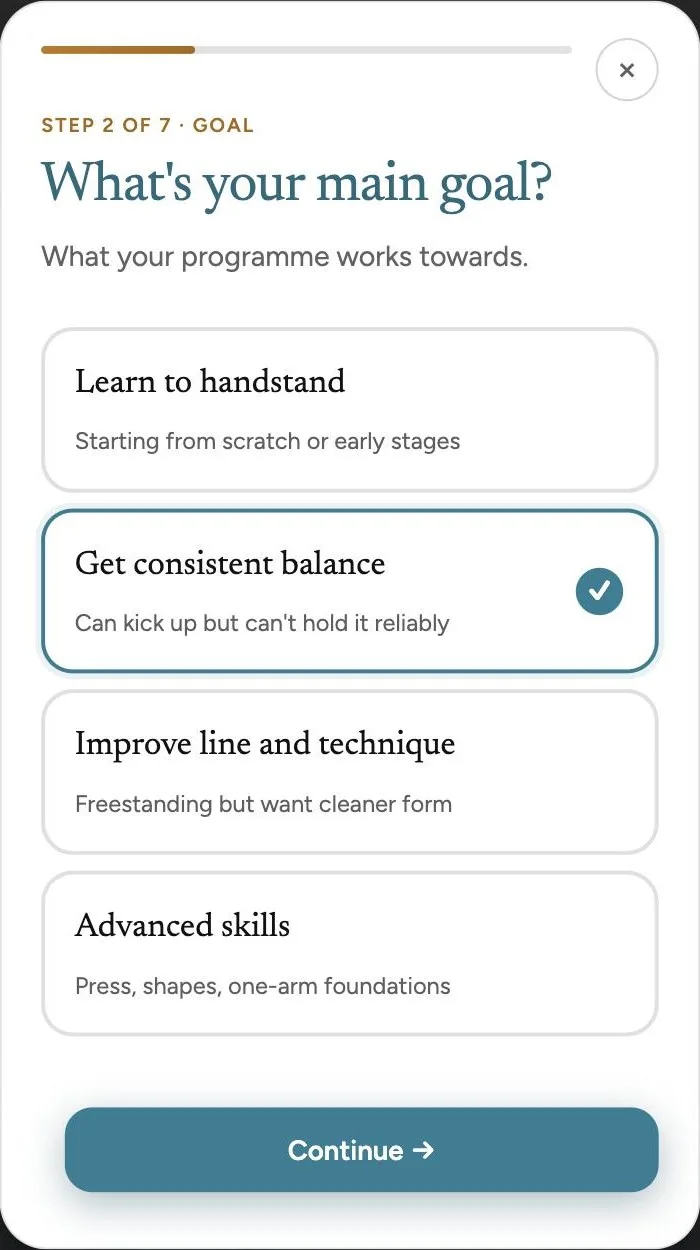 STEP 2 OF 7 · GOAL
What's your main goal?
What your programme works towards.
Learn to handstand
Starting from scratch or early stages
Get consistent balance
Can kick up but can't hold it reliably
Improve line and technique
Freestanding but want cleaner form
Advanced skills
Press, shapes, one-arm foundations
Continue →